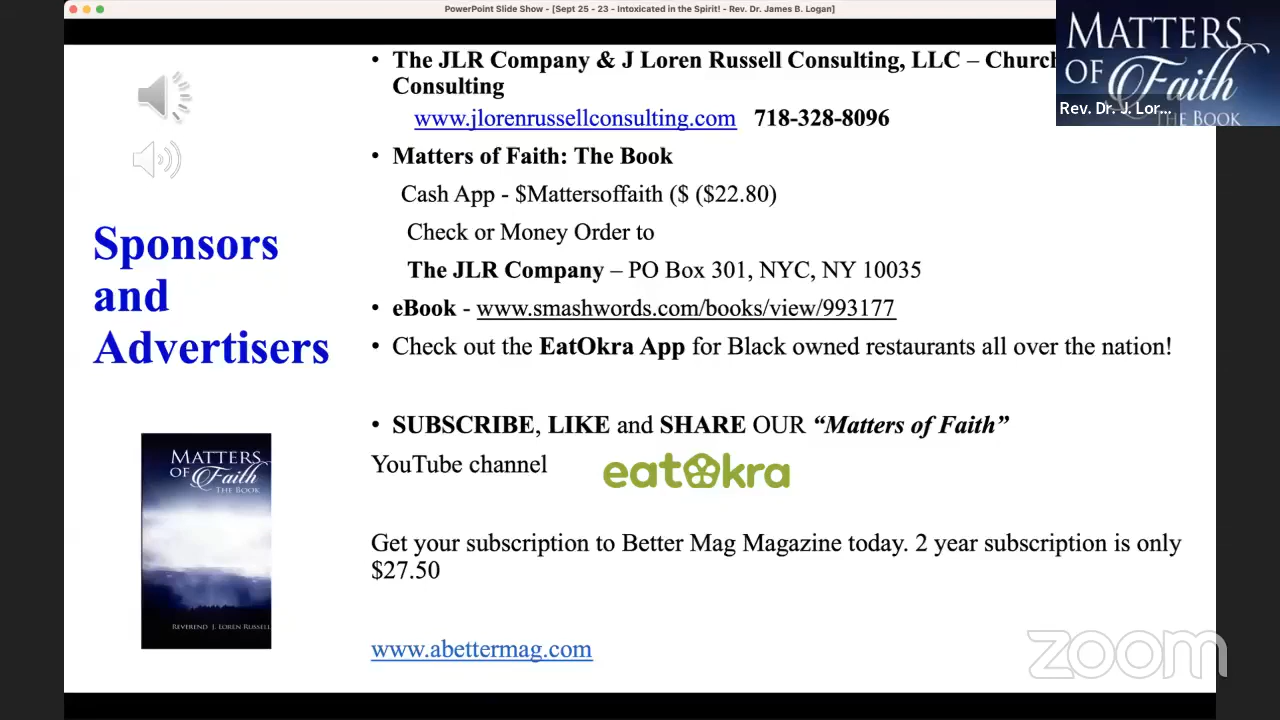 PowerPoint Slide Show - [Sept 25 - 23 - Intoxicated in the Spirit! - Rev. Dr. James B. Logan]
MATTERS
OF Faith
THE BOOK
Rev. Dr. J. Lor...
• The JLR Company & J Loren Russell Consulting, LLC – Church
Consulting
www.jlorenrussellconsulting.com 718-328-8096
• Matters of Faith: The Book
Cash App - $Mattersoffaith ($ ($22.80)
Check or Money Order to
The JLR Company – PO Box 301, NYC, NY 10035
• eBook - www.smashwords.com/books/view/993177
• Check out the EatOkra App for Black owned restaurants all over the nation!
• SUBSCRIBE, LIKE and SHARE OUR “Matters of Faith”
YouTube channel
eatokra
Get your subscription to Better Mag Magazine today. 2 year subscription is only
$27.50
www.abettermag.com
Sponsors
and
Advertisers
MATTERS
OF Faith
THE BOOK
REVEREND J. LOREN RUSSELL
zoom